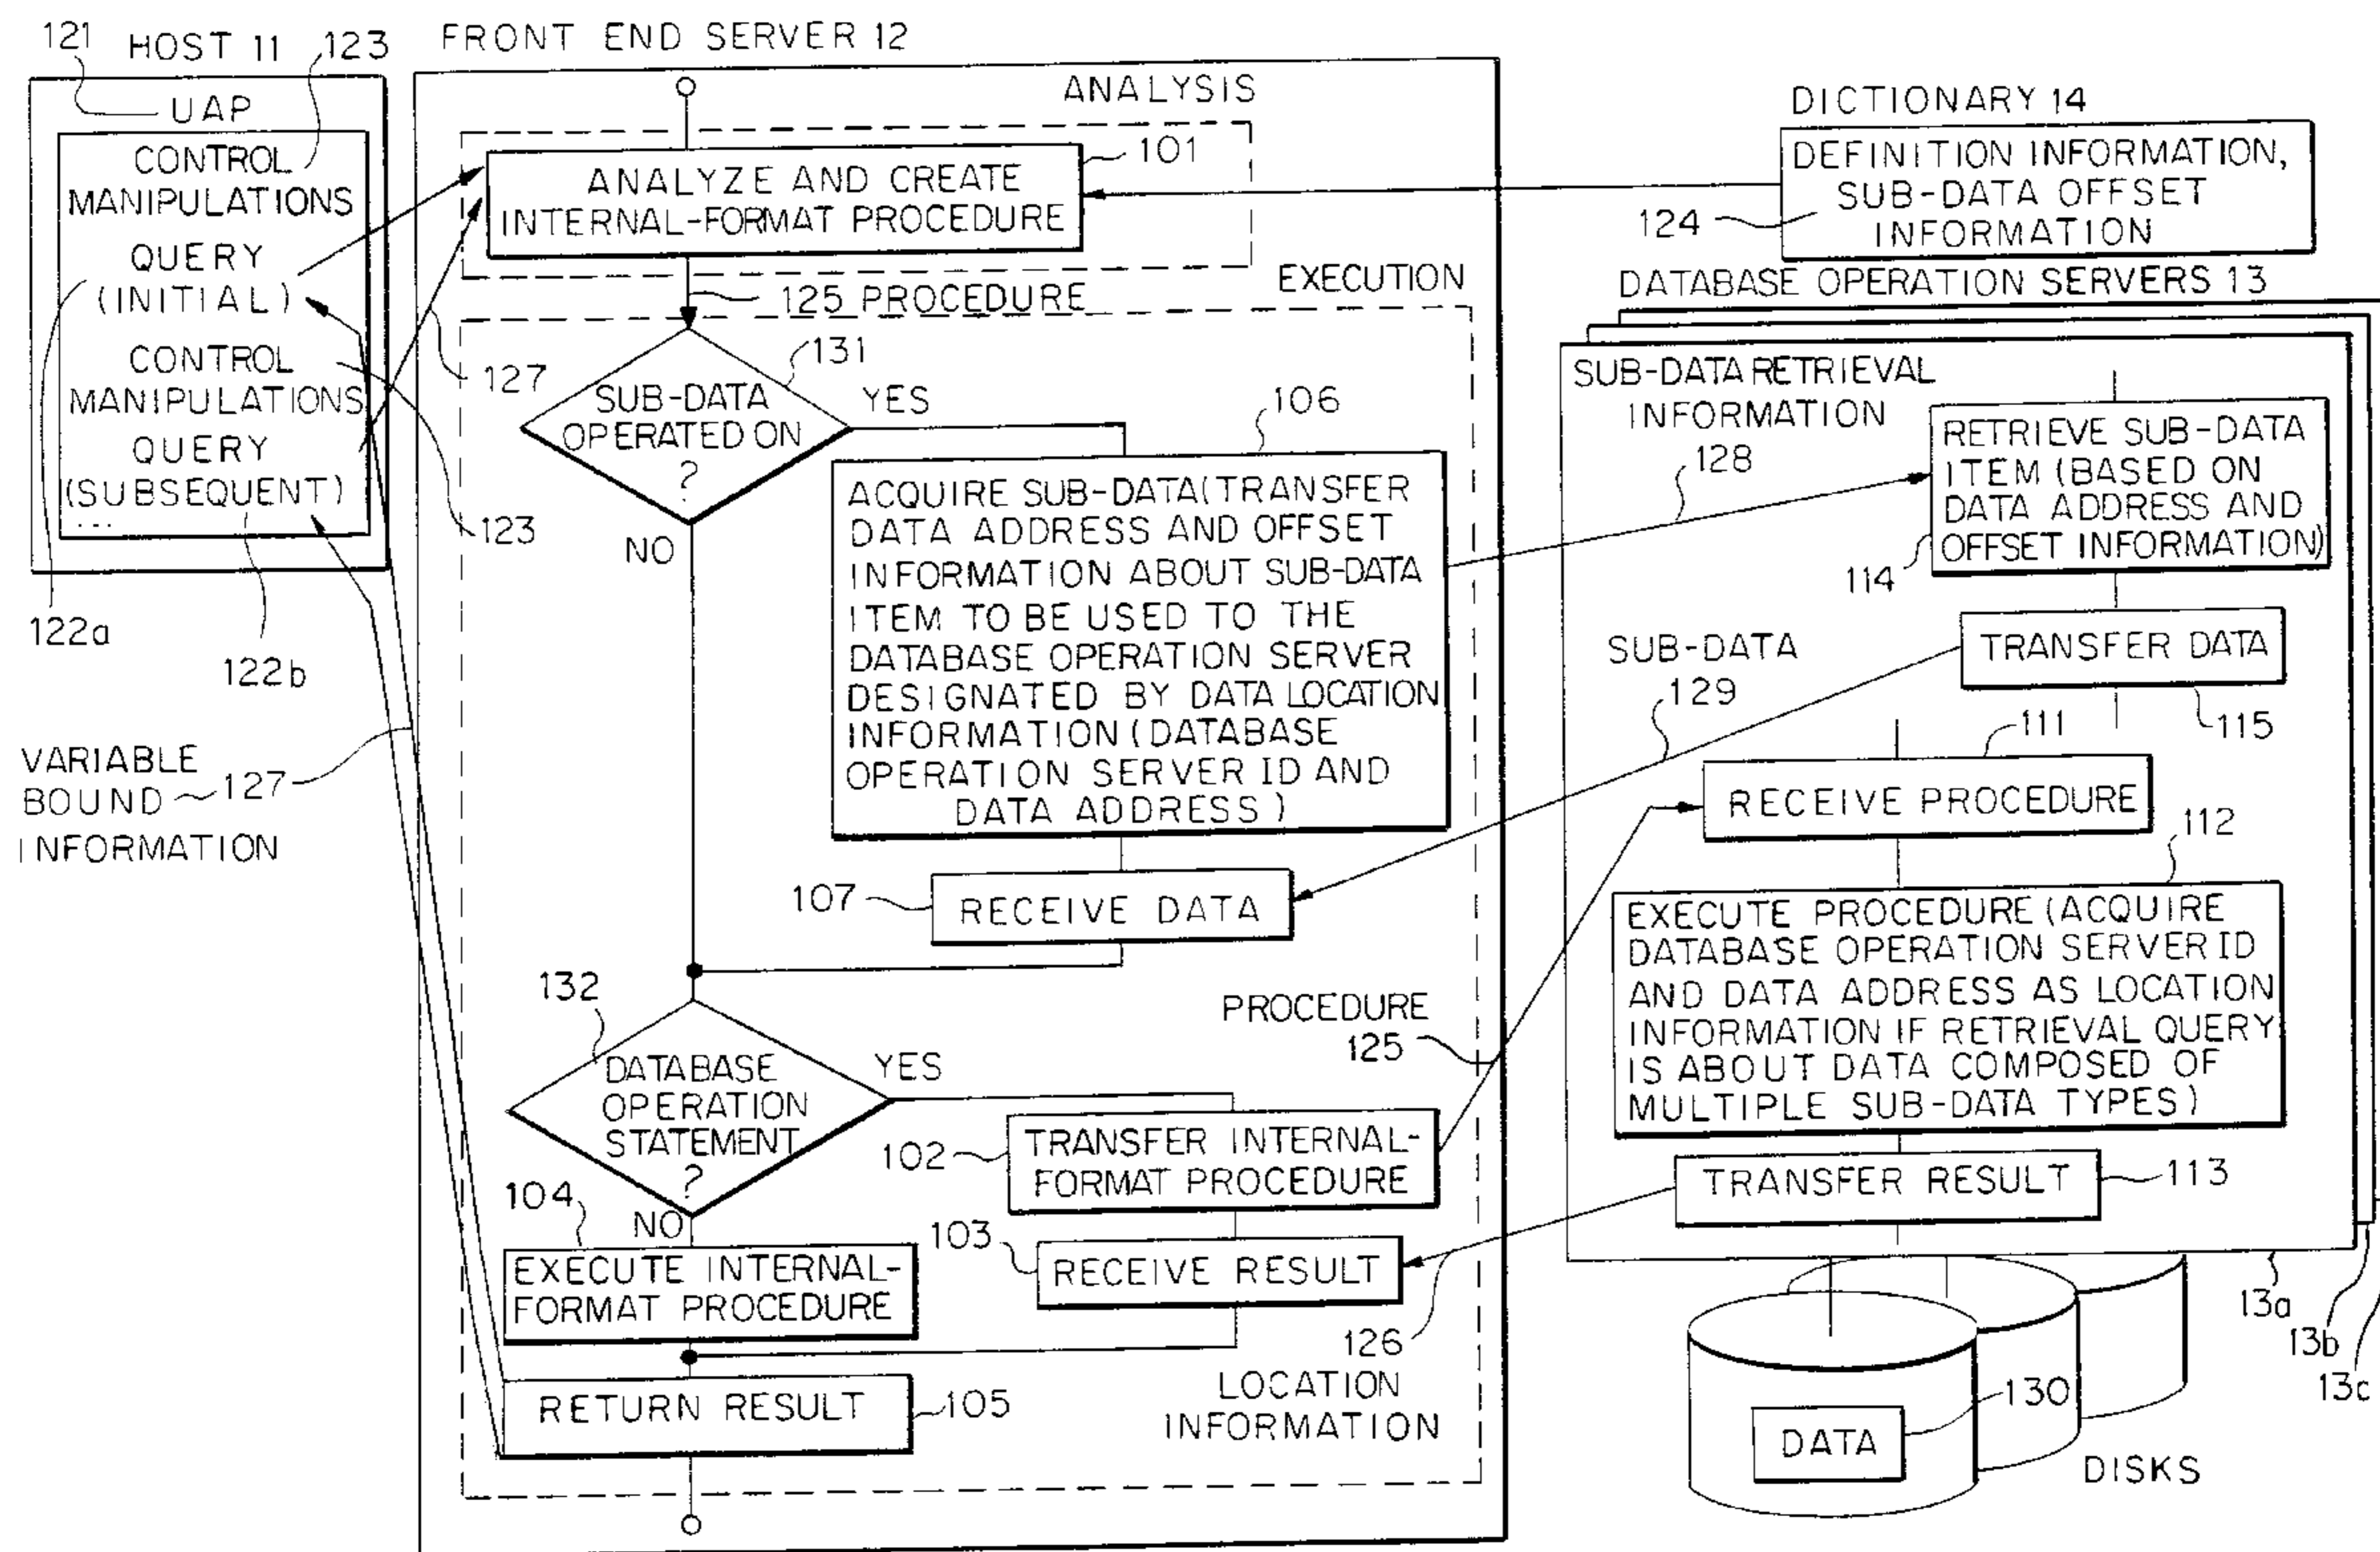 HOST 11
121
123
UAP
CONTROL
MANIPULATIONS
QUERY
(INITIAL)
CONTROL
MANIPULATIONS
QUERY
(SUBSEQUENT)
...
123
122a
122b
VARIABLE
BOUND ~ 127
INFORMATION
FRONT END SERVER 12
ANALYSIS
101
ANALYZE AND CREATE
INTERNAL-FORMAT PROCEDURE
125 PROCEDURE
EXECUTION
127
131
SUB-DATA
OPERATED ON
?
YES
NO
106
ACQUIRE SUB-DATA(TRANSFER
DATA ADDRESS AND OFFSET
INFORMATION ABOUT SUB-DATA
ITEM TO BE USED TO THE
DATABASE OPERATION SERVER
DESIGNATED BY DATA LOCATION
INFORMATION (DATABASE
OPERATION SERVER ID AND
DATA ADDRESS)
107
RECEIVE DATA
132
DATABASE
OPERATION
STATEMENT
?
YES
NO
PROCEDURE
125
102
TRANSFER INTERNAL-
FORMAT PROCEDURE
104
EXECUTE INTERNAL-
FORMAT PROCEDURE
103
RECEIVE RESULT
126
LOCATION
INFORMATION
RETURN RESULT
105
DICTIONARY 14
DEFINITION INFORMATION,
SUB-DATA OFFSET
INFORMATION
124
DATABASE OPERATION SERVERS 13
SUB-DATA RETRIEVAL
INFORMATION
128
RETRIEVE SUB-DATA
ITEM (BASED ON
DATA ADDRESS AND
OFFSET INFORMATION)
114
SUB-DATA
129
TRANSFER DATA
115
111
RECEIVE PROCEDURE
112
EXECUTE PROCEDURE (ACQUIRE
DATABASE OPERATION SERVER ID
AND DATA ADDRESS AS LOCATION
INFORMATION IF RETRIEVAL QUERY
IS ABOUT DATA COMPOSED OF
MULTIPLE SUB-DATA TYPES)
TRANSFER RESULT
113
13a
13b
13c
130
DATA
DISKS